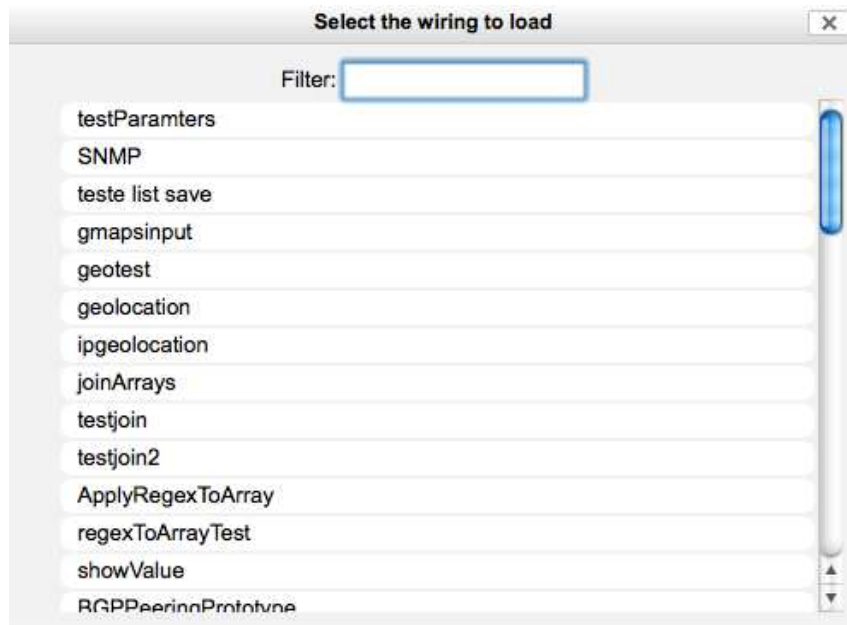 Select the wiring to load
Filter:
testParamters
SNMP
teste list save
gmapsinput
geotest
geolocation
ipgeolocation
joinArrays
testjoin
testjoin2
ApplyRegexToArray
regexToArrayTest
showValue
BGPPeeringPrototype